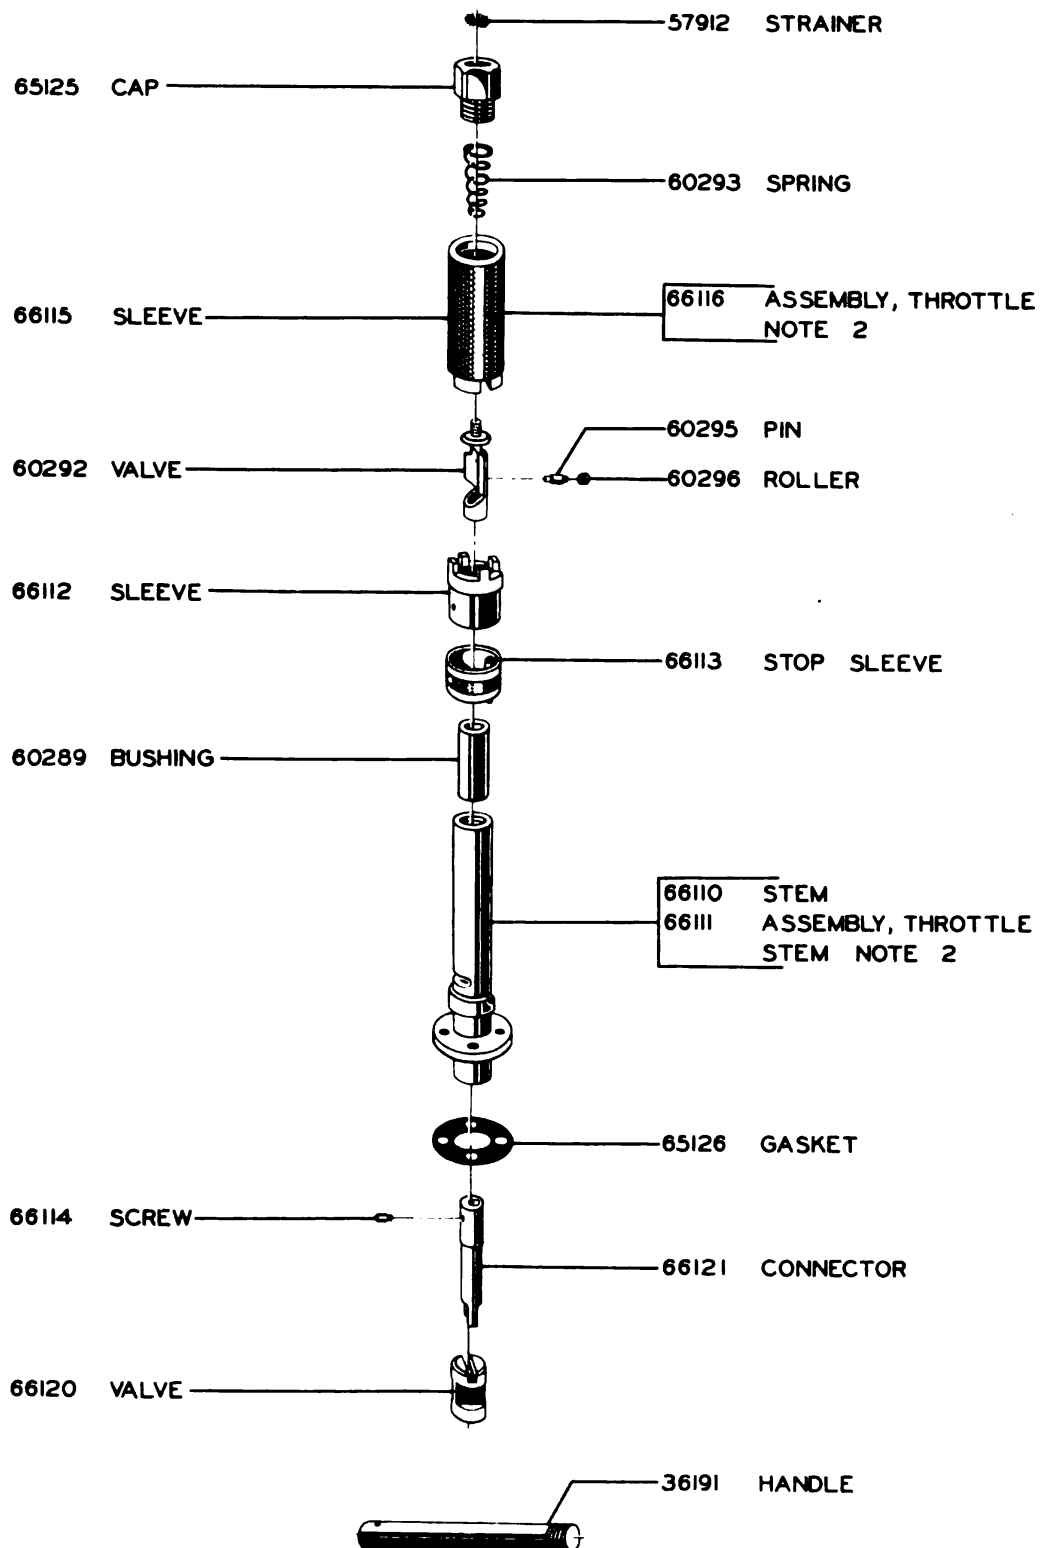 57912 STRAINER
65125 CAP
60293 SPRING
66115 SLEEVE
66116 ASSEMBLY, THROTTLE
NOTE 2
60295 PIN
60292 VALVE
60296 ROLLER
66112 SLEEVE
66113 STOP SLEEVE
60289 BUSHING
66110 STEM
66111 ASSEMBLY, THROTTLE
STEM NOTE 2
65126 GASKET
66114 SCREW
66121 CONNECTOR
66120 VALVE
36191 HANDLE